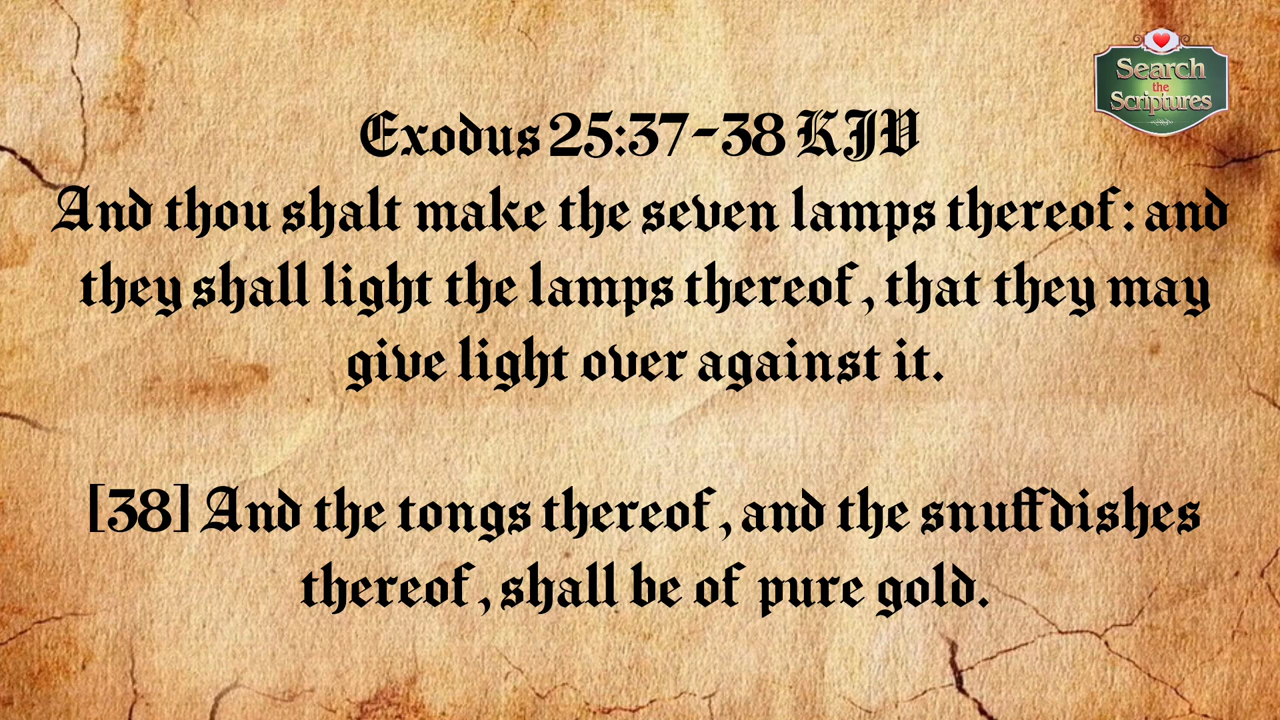 Search
the
Scriptures
Exodus 25:37-38 KJV
And thou shalt make the seven lamps thereof: and
they shall light the lamps thereof, that they may
give light over against it.
[38] And the tongs thereof, and the snuffdishes
thereof, shall be of pure gold.